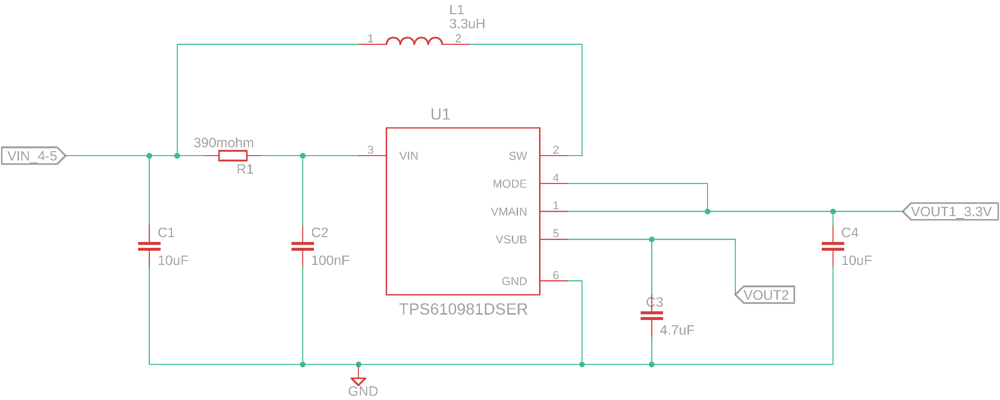 L1
3.3uH
1
2
U1
390mohm
R1
VIN_4-5
3
VIN
SW
2
MODE
4
VMAIN
1
VOUT1_3.3V
VSUB
5
C1
10uF
C2
100nF
C4
10uF
GND
6
VOUT2
C3
4.7uF
TPS610981DSER
GND